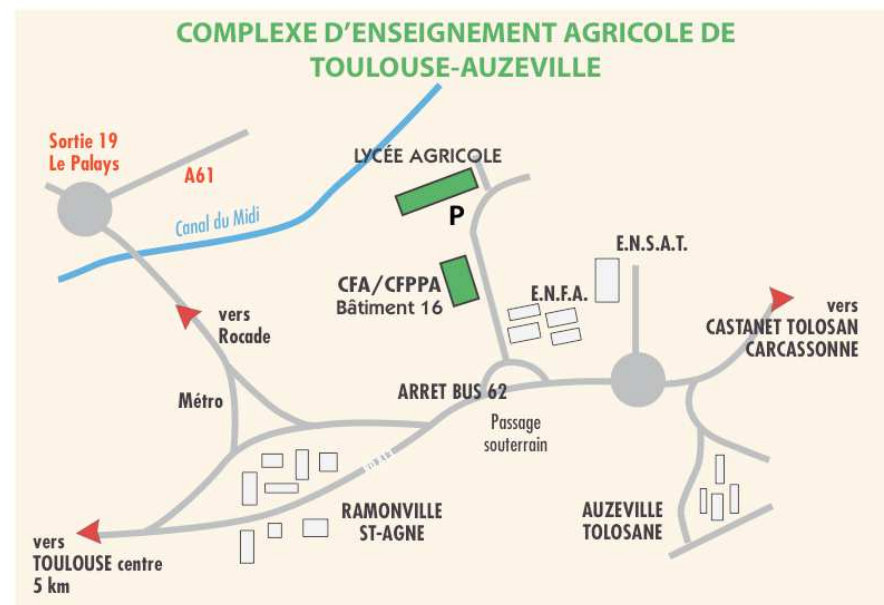 COMPLEXE D'ENSEIGNEMENT AGRICOLE DE
TOULOUSE-AUZEVILLE
Sortie 19
Le Palays
A61
LYCÉE AGRICOLE
Canal du Midi
P
E.N.S.A.T.
CFA/CFPPA
Bâtiment 16
E.N.F.A.
vers
Rocade
vers
CASTANET TOLOSAN
CARCASSONNE
Métro
ARRET BUS 62
Passage
souterrain
RAMONVILLE
ST-AGNE
AUZEVILLE
TOLOSANE
vers
TOULOUSE centre
5 km